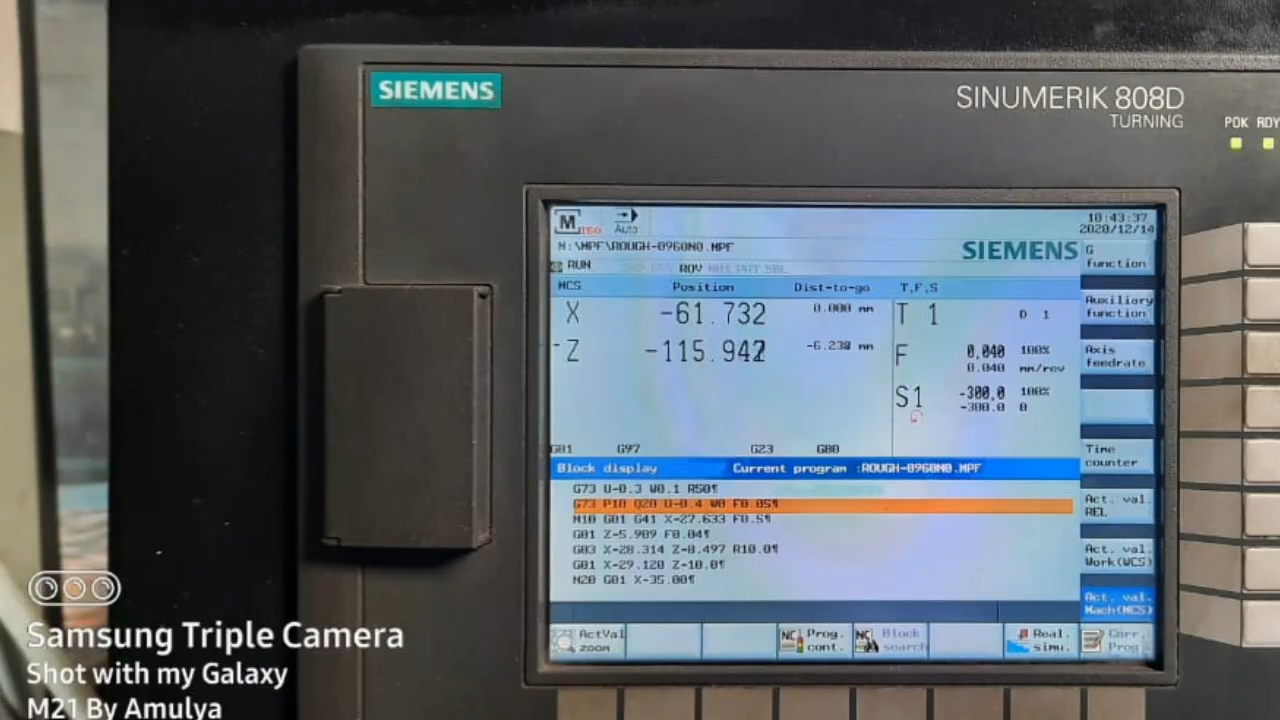 SIEMENS
SINUMERIK 808D
TURNING
POK RDY
M ISO
Auto
10:43:37
2020/12/14
N:\MPF\ROUGH-0960N0.MPF
SIEMENS
G function
RUN
ROV
MCS Position Dist-to-go T,F,S
X -61.732 0.000 mm T 1 D 1
Auxiliary function
-Z -115.942 -6.230 mm F 0.040 100%
0.040 mm/rev
Axis feedrate
S1 -300.0 100%
-300.0 0
G01 G97 G23 G80
Time counter
Block display Current program :ROUGH-0960N0.MPF
G73 U-0.3 W0.1 R50¶
G73 P10 Q20 U-0.4 W0 F0.05¶
N10 G01 G41 X-27.633 F0.5¶
G01 Z-5.909 F0.04¶
G03 X-28.314 Z-8.497 R10.0¶
G01 X-29.120 Z-10.0¶
N20 G01 X-35.00¶
Act. val. REL
Act. val. Work(WCS)
Act. val. Mach(MCS)
ActVal zoom
NC Prog. cont.
NC Block search
Real. simu.
Corr. Prog
Samsung Triple Camera
Shot with my Galaxy
M21 By Amulya